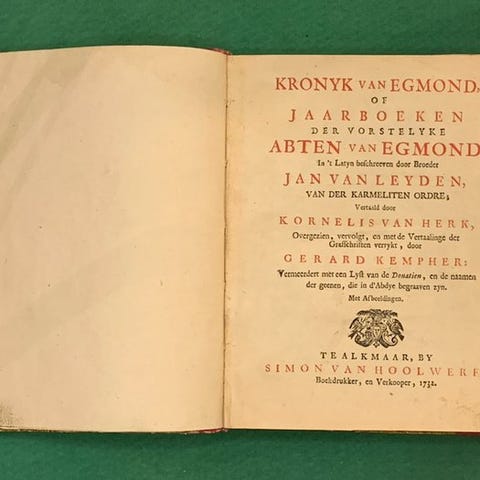 KRONYK VAN EGMOND,
OF
JAARBOEKEN
DER VORSTELYKE
ABTEN VAN EGMOND
In 't Latyn beschreeven door Broeder
JAN VAN LEYDEN,
VAN DER KARMELITEN ORDRE;
Vertaald door
KORNELIS VAN HERK,
Overgezien, vervolgt, en met de Vertaalinge der
Grafschriften verrykt, door
GERARD KEMPHER:
Vermeerdert met een Lyst van de Donatien, en de naamen
der geenen, die in d'Abdye begraaven zyn.
Met Afbeeldingen.
TE ALKMAAR, BY
SIMON VAN HOOLWERF
Boekdrukker, en Verkooper, 1732.